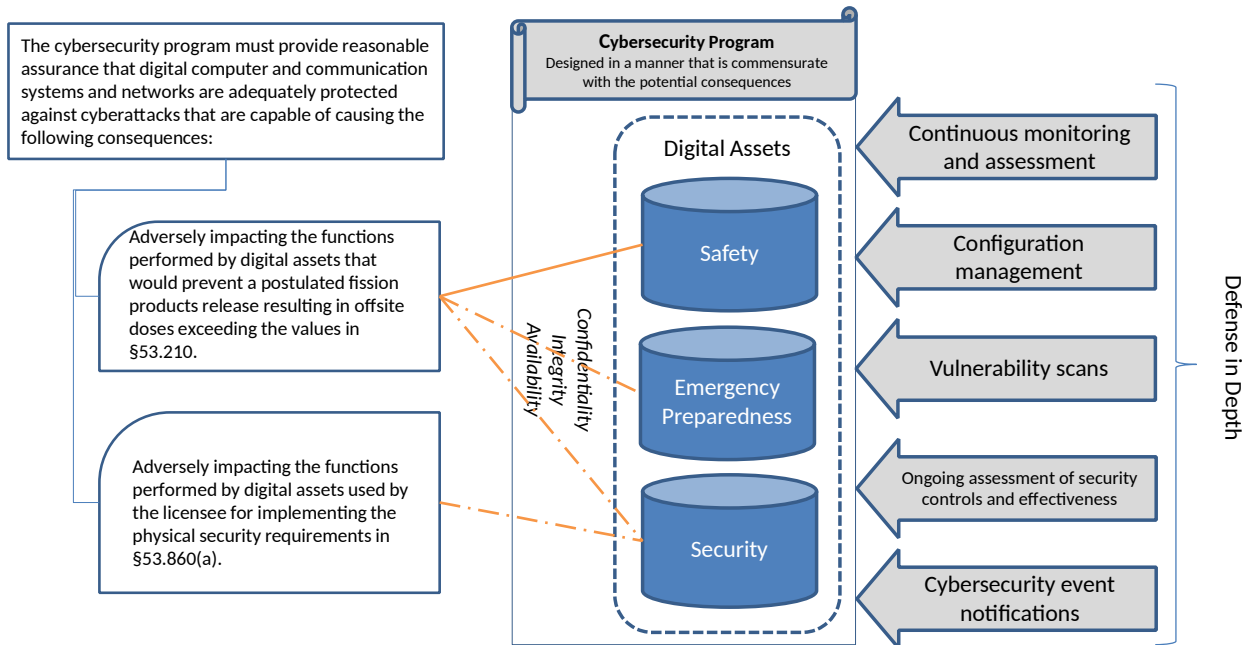 The cybersecurity program must provide reasonable
assurance that digital computer and communication
systems and networks are adequately protected
against cyberattacks that are capable of causing the
following consequences:
Adversely impacting the functions
performed by digital assets that
would prevent a postulated fission
products release resulting in offsite
doses exceeding the values in
§53.210.
Adversely impacting the functions
performed by digital assets used by
the licensee for implementing the
physical security requirements in
§53.860(a).
Confidentiality
Integrity
Availability
Cybersecurity Program
Designed in a manner that is commensurate
with the potential consequences
Digital Assets
Safety
Emergency
Preparedness
Security
Continuous monitoring
and assessment
Configuration
management
Vulnerability scans
Ongoing assessment of security
controls and effectiveness
Cybersecurity event
notifications
Defense in Depth